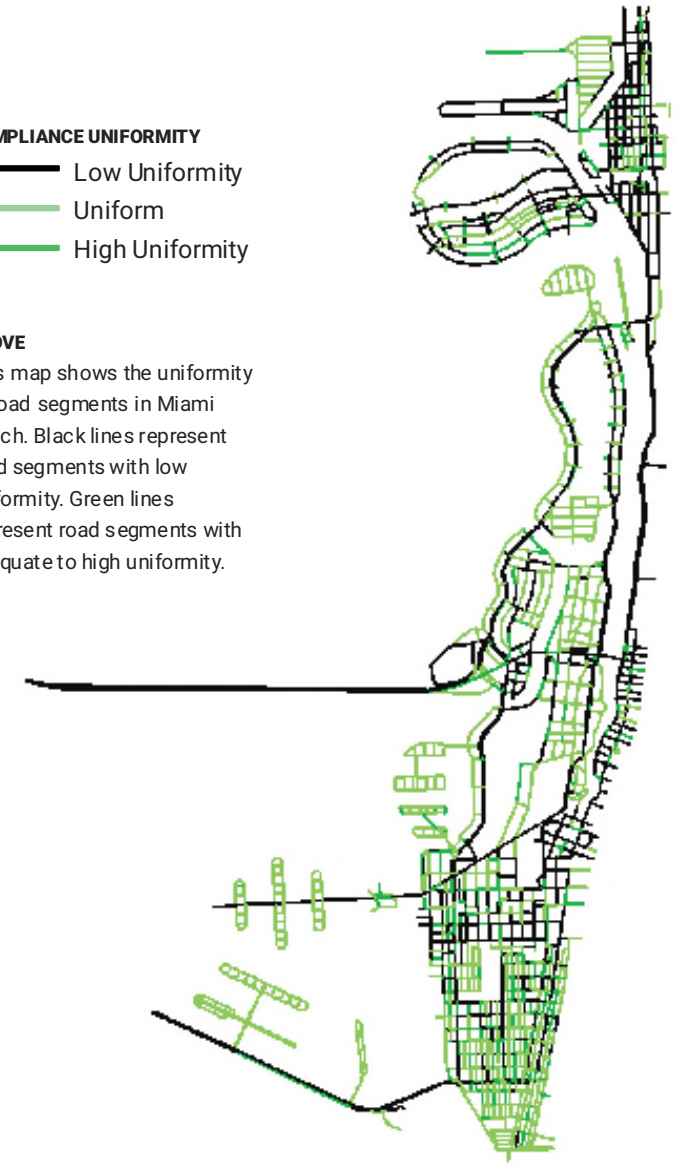 MPLIANCE UNIFORMITY
Low Uniformity
Uniform
High Uniformity
OVE
s map shows the uniformity
oad segments in Miami
ch. Black lines represent
d segments with low
formity. Green lines
resent road segments with
quate to high uniformity.